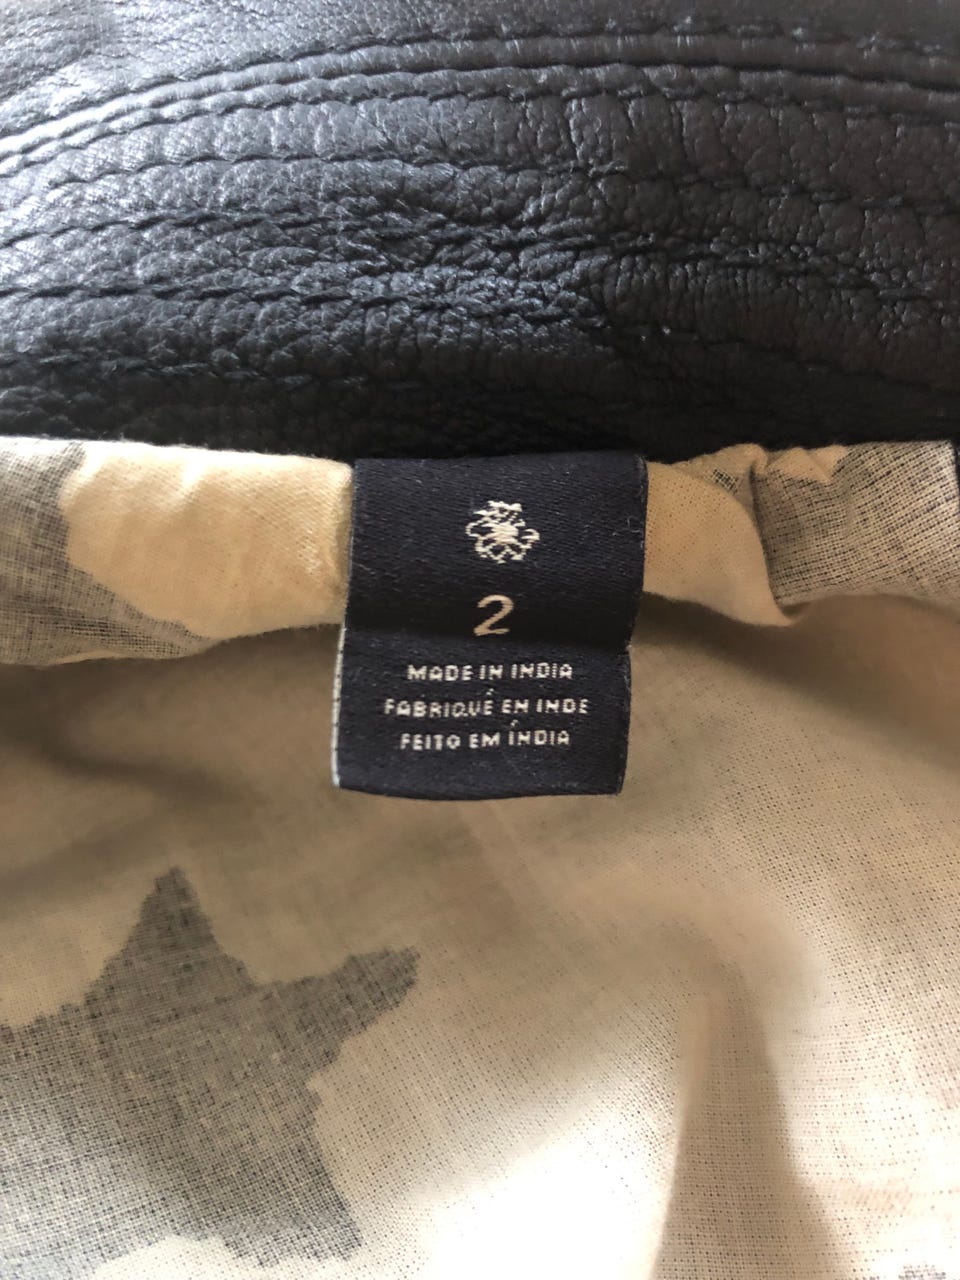 2
MADE IN INDIA
FABRIQUÉ EN INDE
FEITO EM ÍNDIA